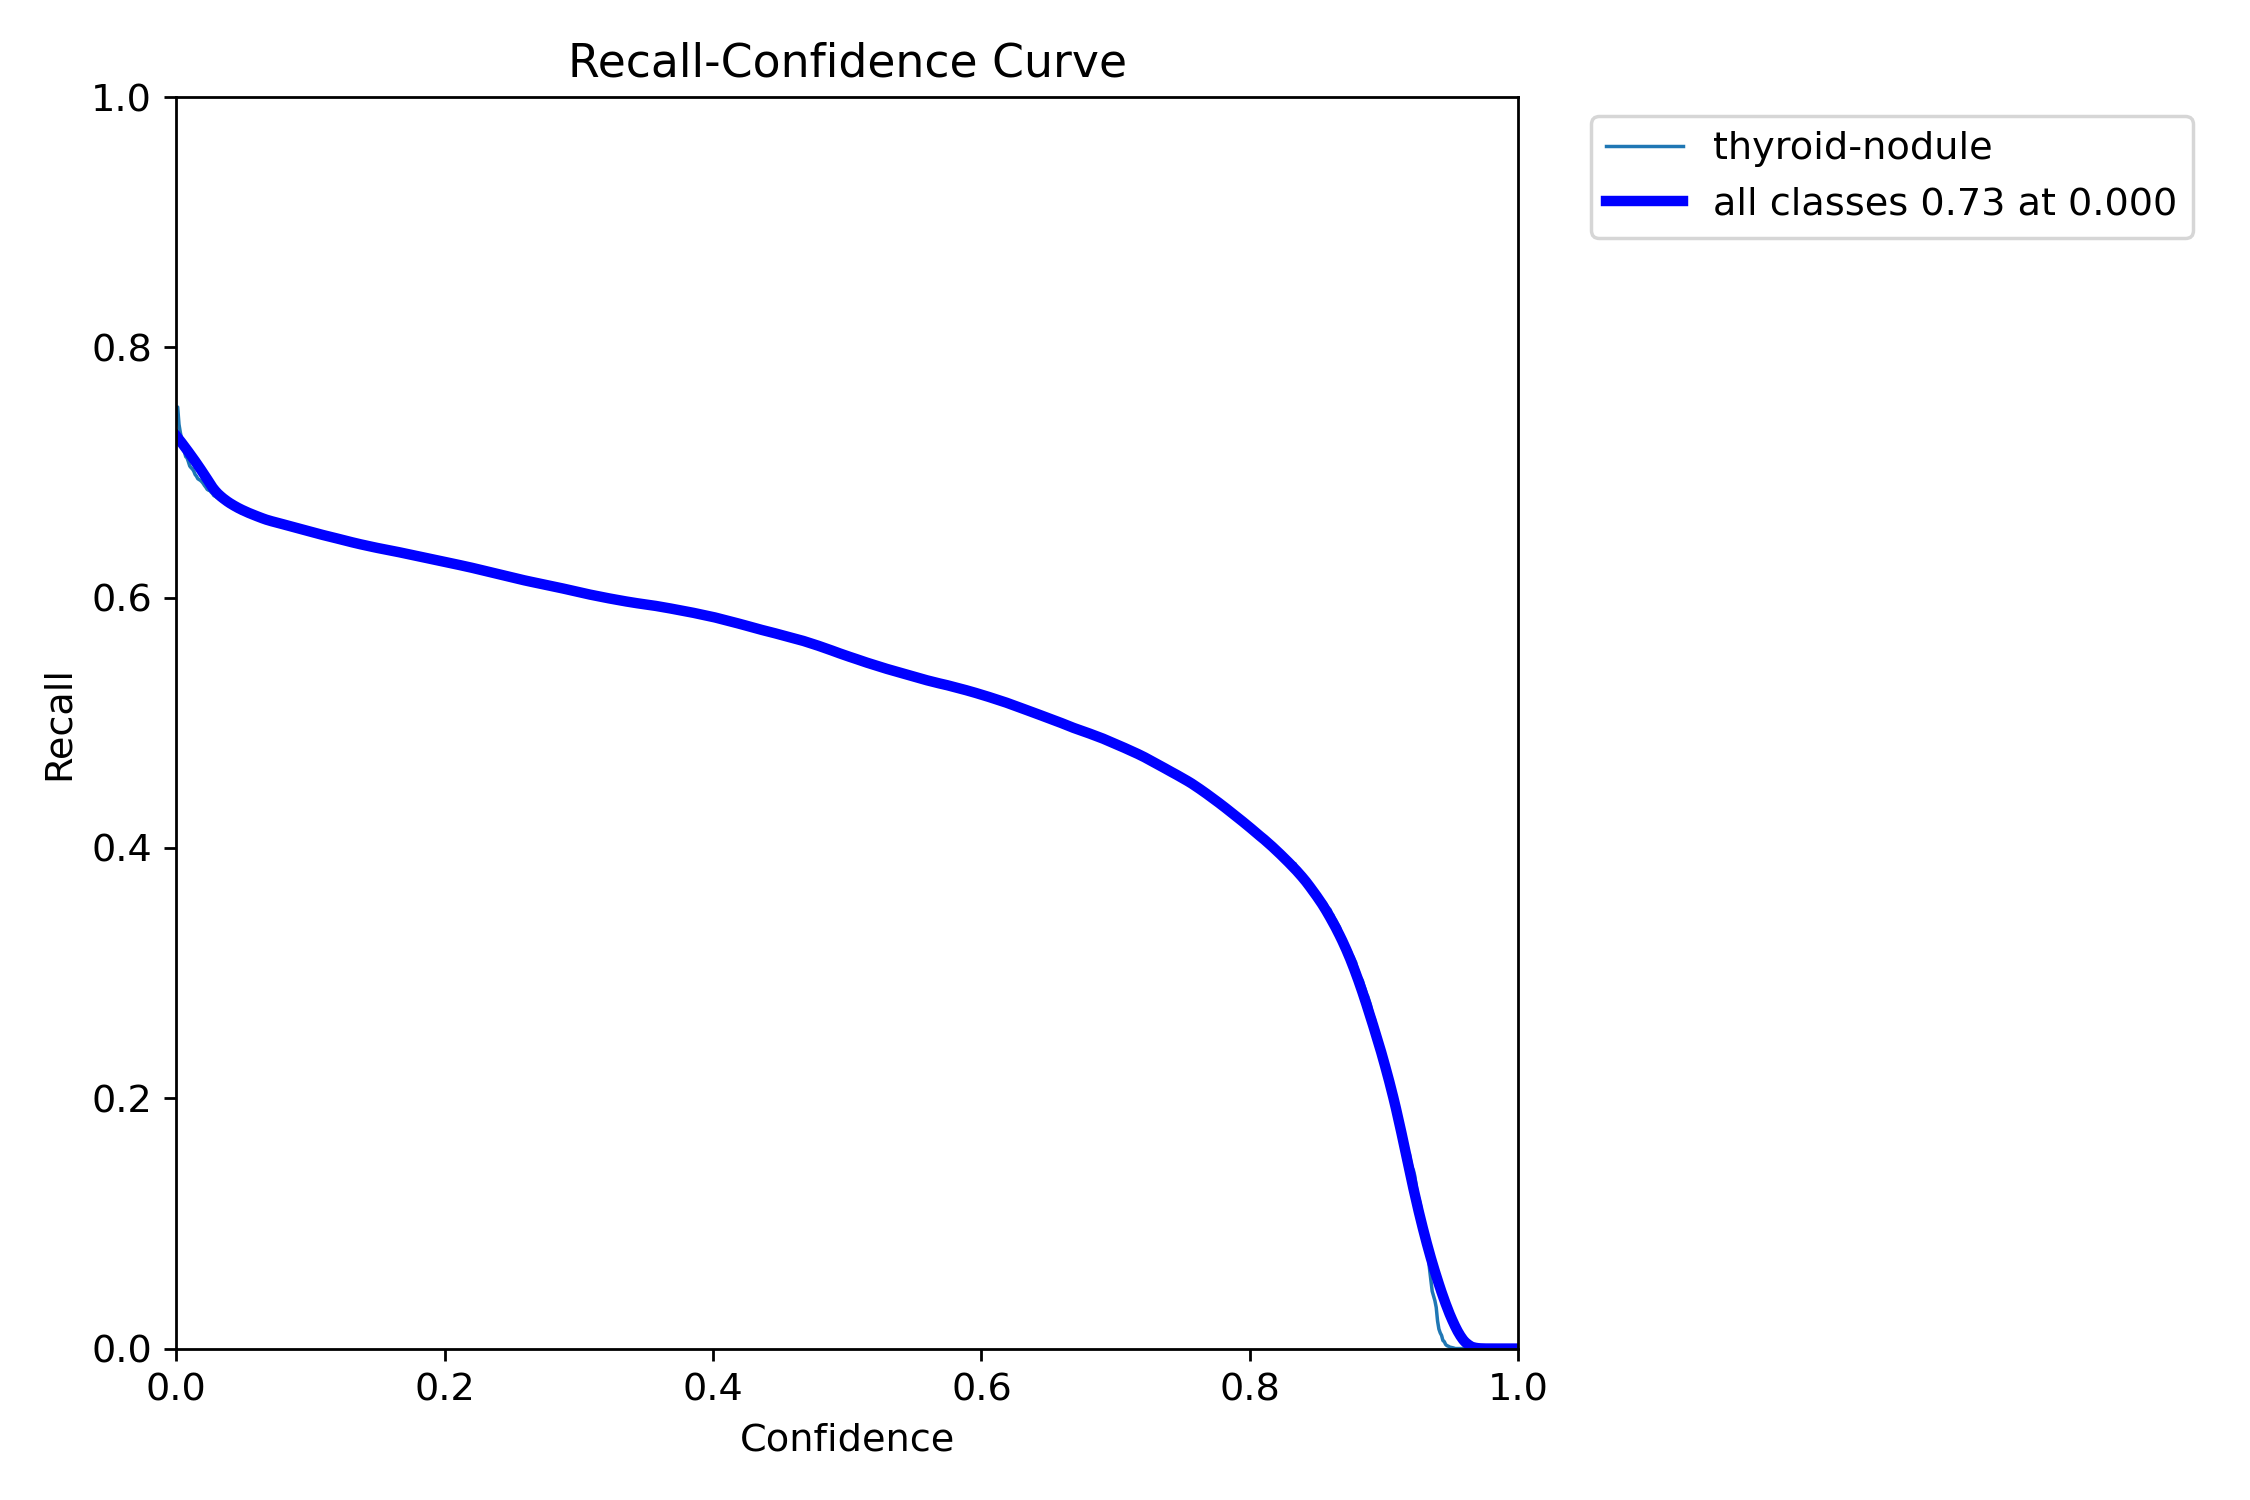 Recall-Confidence Curve
thyroid-nodule
all classes 0.73 at 0.000
1.0
0.8
0.6
0.4
0.2
0.0
Recall
0.0 0.2 0.4 0.6 0.8 1.0
Confidence